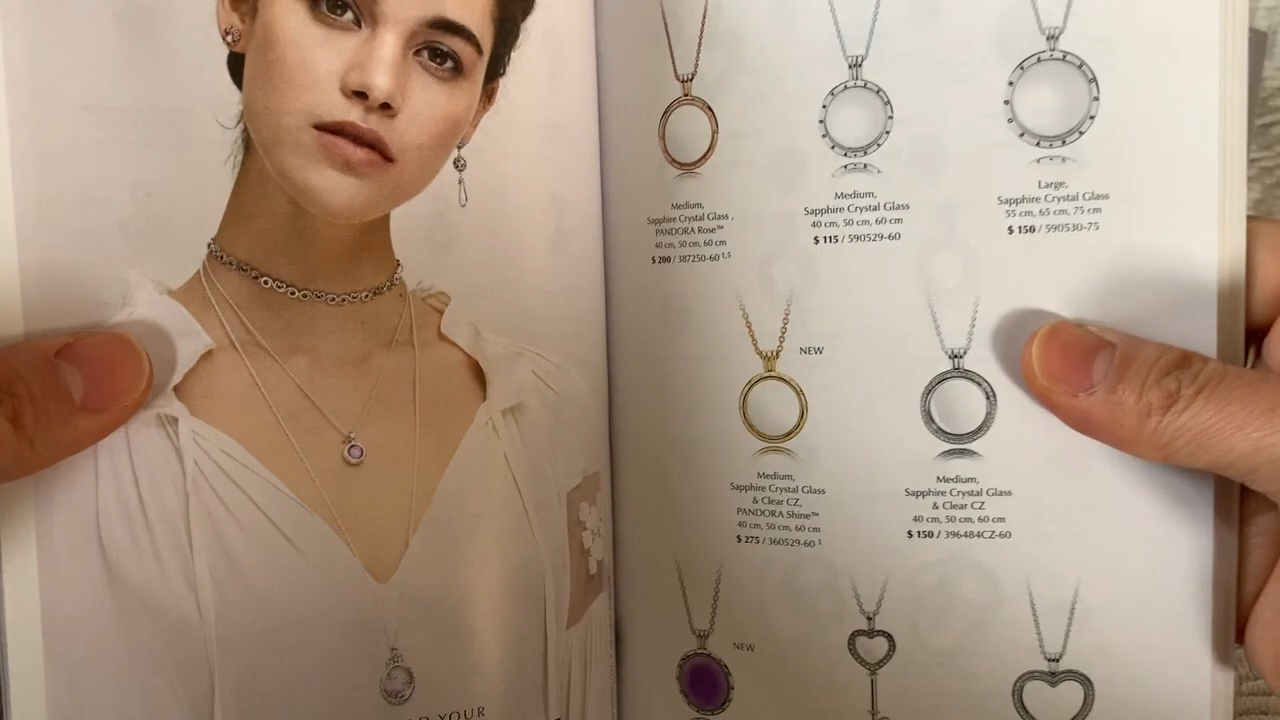 D YOUR
Medium,
Sapphire Crystal Glass ,
PANDORA Rose™
40 cm, 50 cm, 60 cm
$ 200 / 387250-60 1,5
Medium,
Sapphire Crystal Glass
40 cm, 50 cm, 60 cm
$ 115 / 590529-60
Large,
Sapphire Crystal Glass
55 cm, 65 cm, 75 cm
$ 150 / 590530-75
NEW
Medium,
Sapphire Crystal Glass
& Clear CZ,
PANDORA Shine™
40 cm, 50 cm, 60 cm
$ 275 / 360529-60 1
Medium,
Sapphire Crystal Glass
& Clear CZ
40 cm, 50 cm, 60 cm
$ 150 / 396484CZ-60
NEW